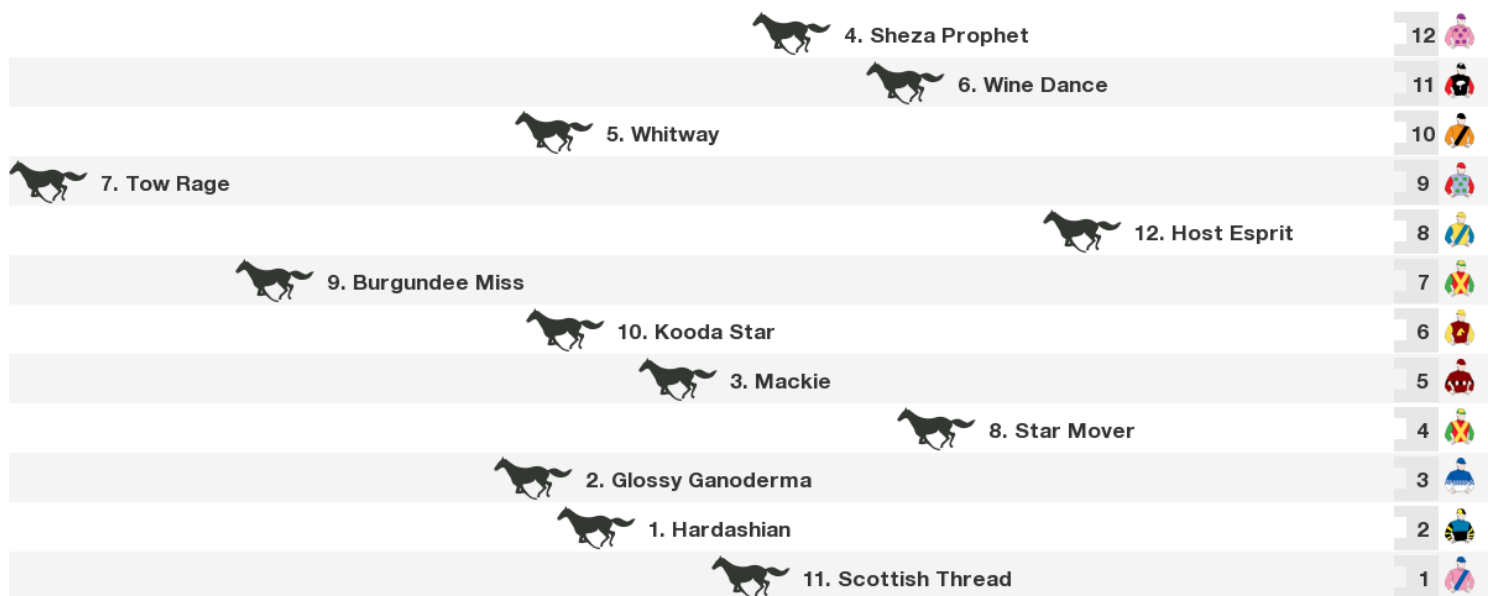 4. Sheza Prophet 12
6. Wine Dance 11
5. Whitway 10
7. Tow Rage 9
12. Host Esprit 8
9. Burgundee Miss 7
10. Kooda Star 6
3. Mackie 5
8. Star Mover 4
2. Glossy Ganoderma 3
1. Hardashian 2
11. Scottish Thread 1